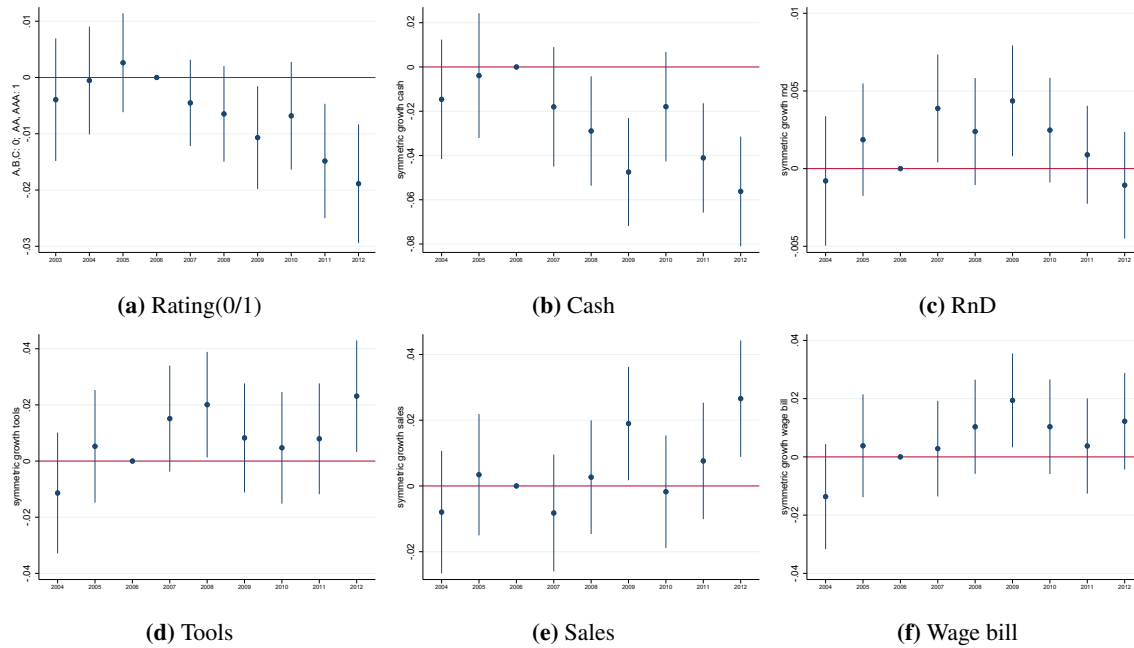 A,B,C: 0; AA, AAA: 1
.01
0
-.01
-.02
-.03
2003 2004 2005 2006 2007 2008 2009 2010 2011 2012
(a) Rating(0/1)
symmetric growth cash
.02
0
-.02
-.04
-.06
-.08
2004 2005 2006 2007 2008 2009 2010 2011 2012
(b) Cash
symmetric growth rnd
.01
.005
0
-.005
2004 2005 2006 2007 2008 2009 2010 2011 2012
(c) RnD
symmetric growth tools
.04
.02
0
-.02
-.04
2004 2005 2006 2007 2008 2009 2010 2011 2012
(d) Tools
symmetric growth sales
.04
.02
0
-.02
2004 2005 2006 2007 2008 2009 2010 2011 2012
(e) Sales
symmetric growth wage bill
.04
.02
0
-.02
-.04
2004 2005 2006 2007 2008 2009 2010 2011 2012
(f) Wage bill